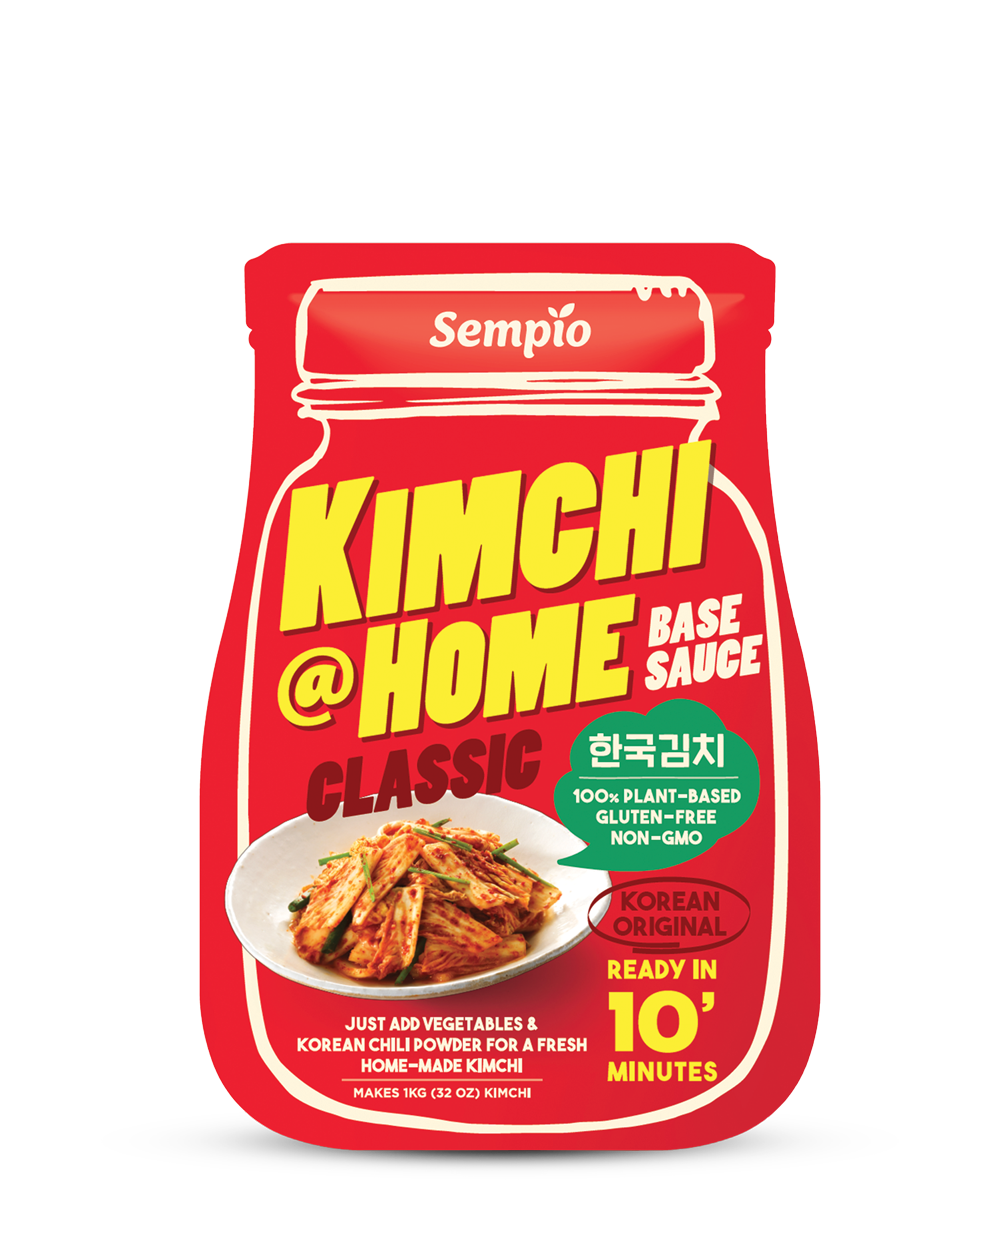 Sempio
KIMCHI
@HOME
BASE
SAUCE
CLASSIC
한국김치
100% PLANT-BASED
GLUTEN-FREE
NON-GMO
KOREAN
ORIGINAL
READY IN
10'
MINUTES
JUST ADD VEGETABLES &
KOREAN CHILI POWDER FOR A FRESH
HOME-MADE KIMCHI
MAKES 1KG (32 OZ) KIMCHI